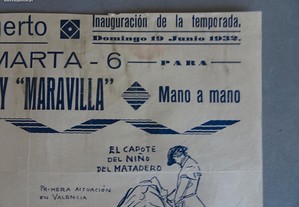 uerto
Inauguración de la temporada.
Domingo 19 Junio 1932.
MARTA - 6
PARA
Y "MARAVILLA"
Mano a mano
EL CAPOTE
DEL NIÑO
DEL MATADERO
PRIMERA ACTUACIÓN
EN VALENCIA